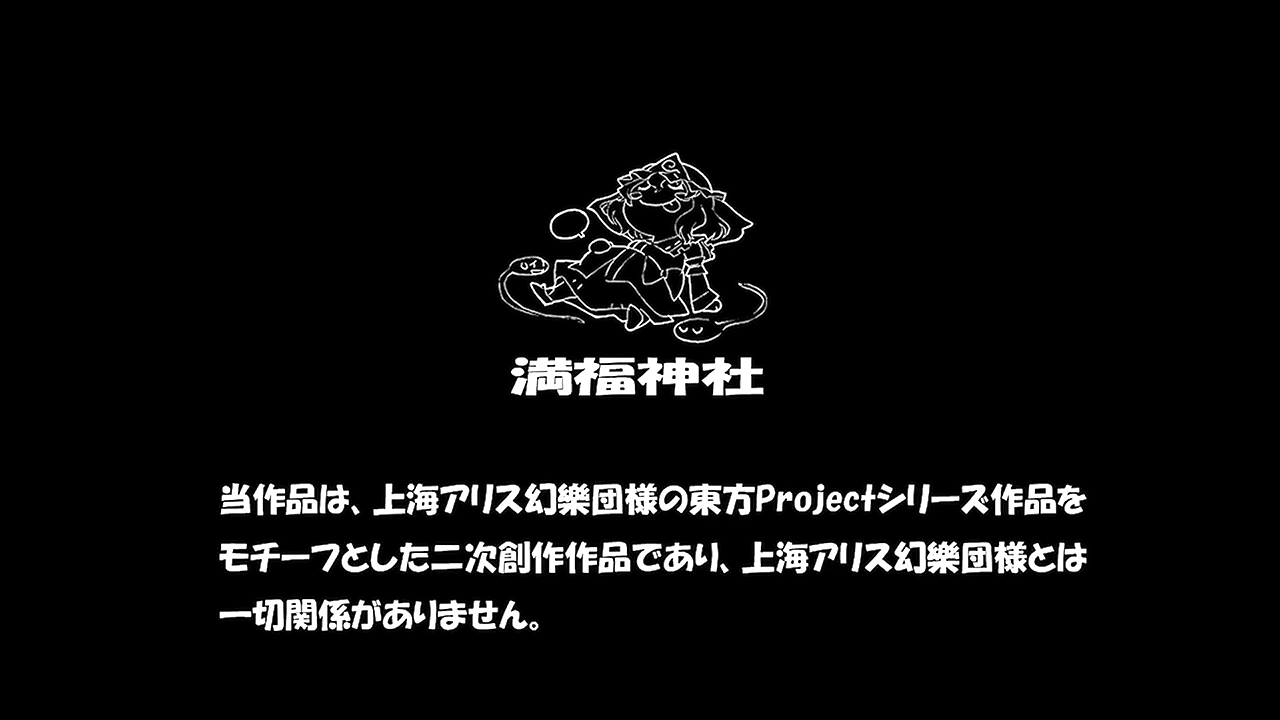 満福神社
当作品は、上海アリス幻樂団様の東方Projectシリーズ作品を
モチーフとした二次創作作品であり、上海アリス幻樂団様とは
一切関係がありません。